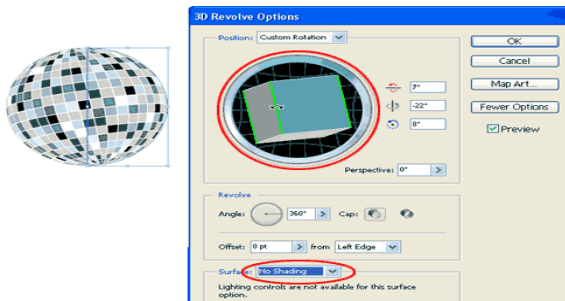 3D Revolve Options
Position: Custom Rotation
OK
Cancel
Map Art...
Fewer Options
Preview
7°
-22°
8°
Perspective: 0°
Revolve
Angle: 360° Cap:
Offset: 0 pt from Left Edge
Surface: No Shading
Lighting controls are not available for this surface
option.